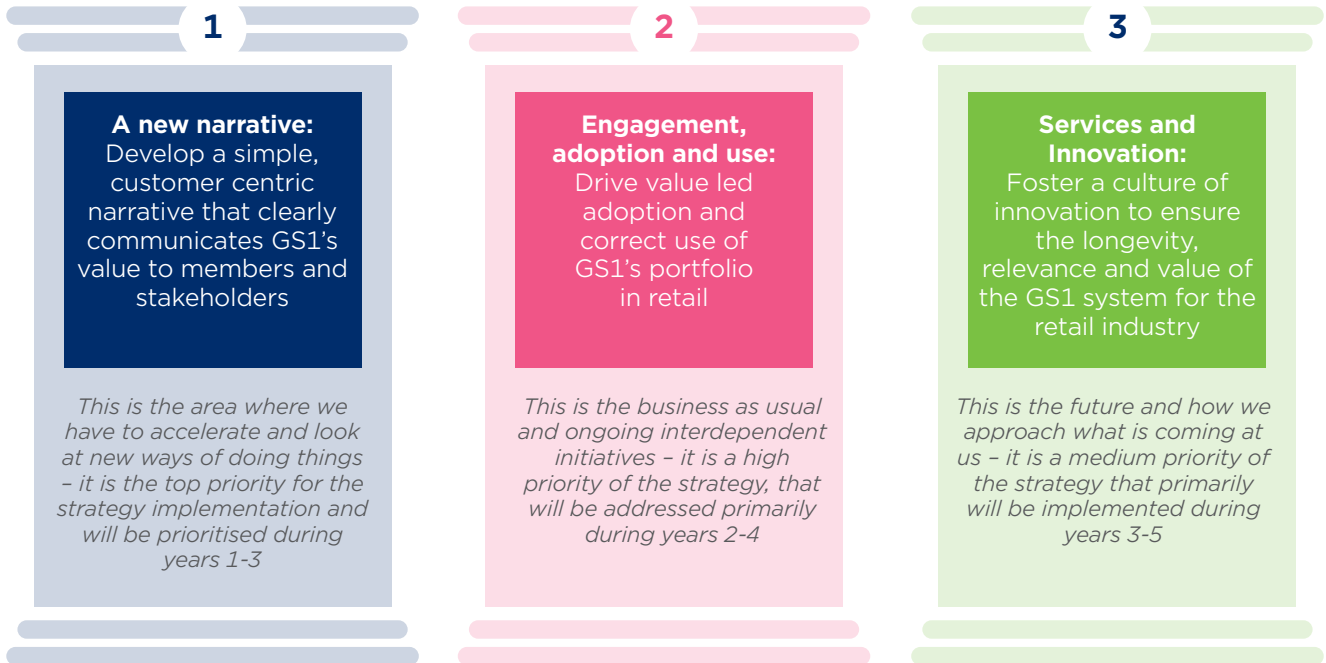 1
A new narrative:
Develop a simple,
customer centric
narrative that clearly
communicates GS1’s
value to members and
stakeholders
This is the area where we
have to accelerate and look
at new ways of doing things
– it is the top priority for the
strategy implementation and
will be prioritised during
years 1-3
2
Engagement,
adoption and use:
Drive value led
adoption and
correct use of
GS1’s portfolio
in retail
This is the business as usual
and ongoing interdependent
initiatives – it is a high
priority of the strategy, that
will be addressed primarily
during years 2-4
3
Services and
Innovation:
Foster a culture of
innovation to ensure
the longevity,
relevance and value of
the GS1 system for the
retail industry
This is the future and how we
approach what is coming at
us – it is a medium priority of
the strategy that primarily
will be implemented during
years 3-5